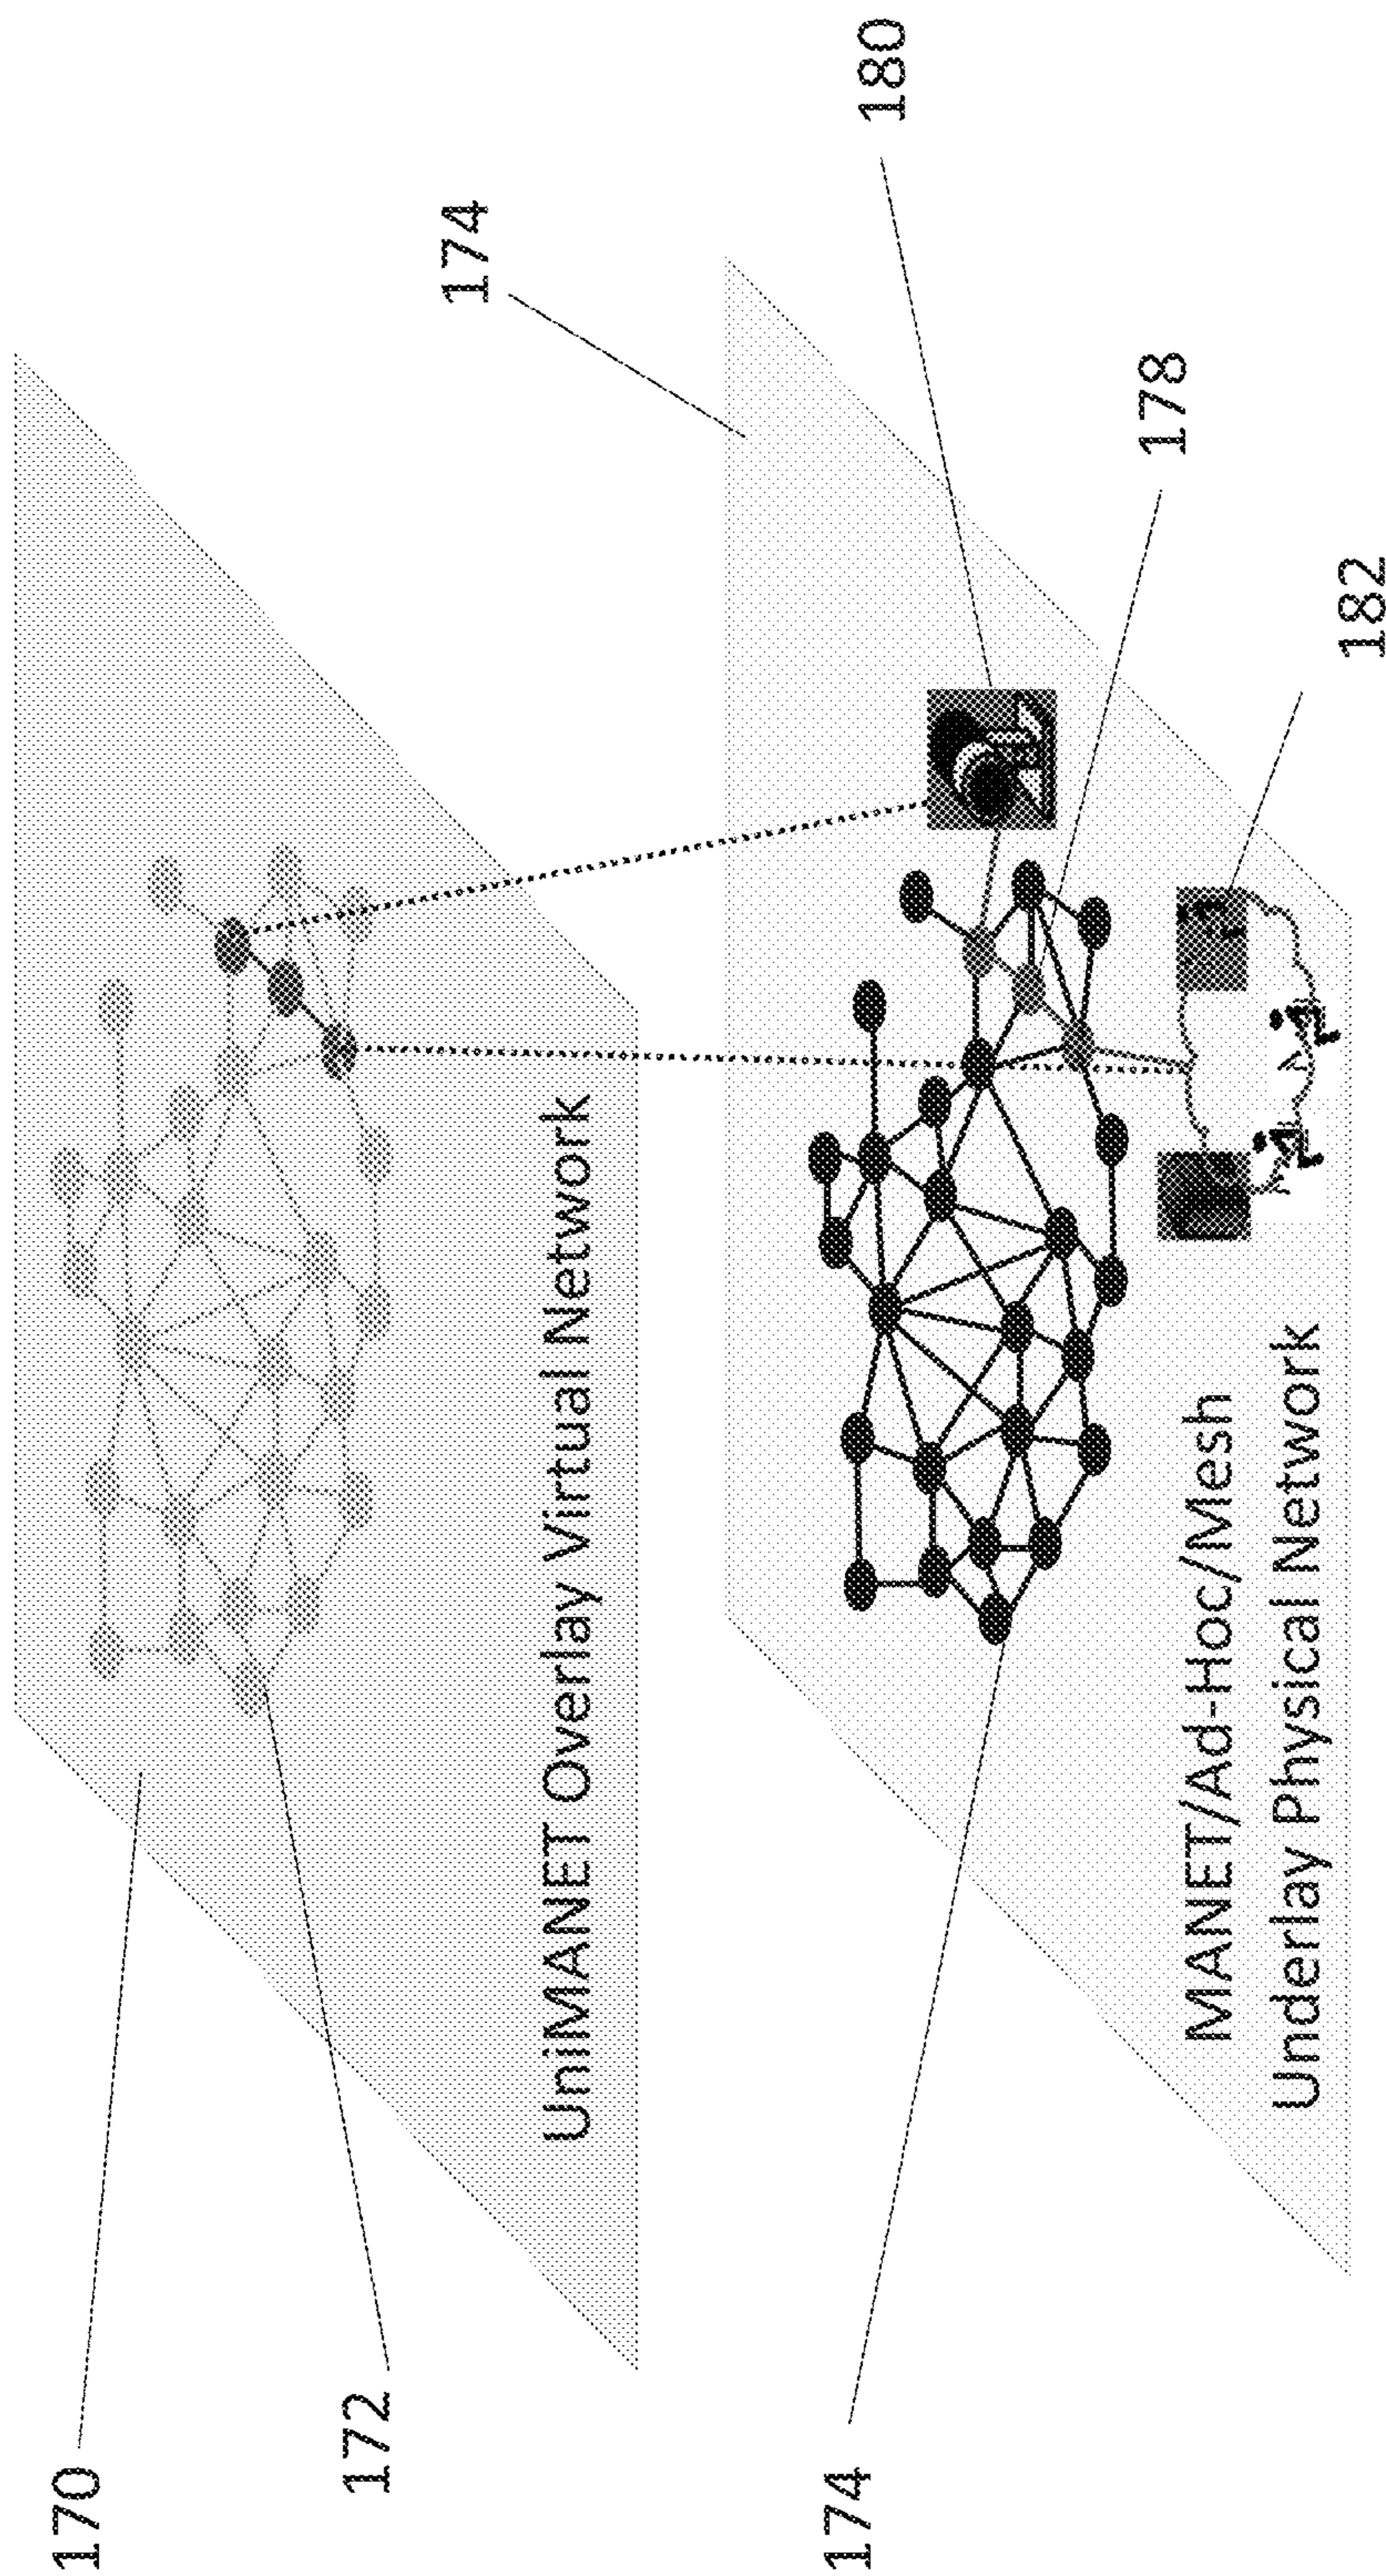 170
172
174
UniMANET Overlay Virtual Network
174
180
178
MANET/Ad-Hoc/Mesh
Underlay Physical Network
182